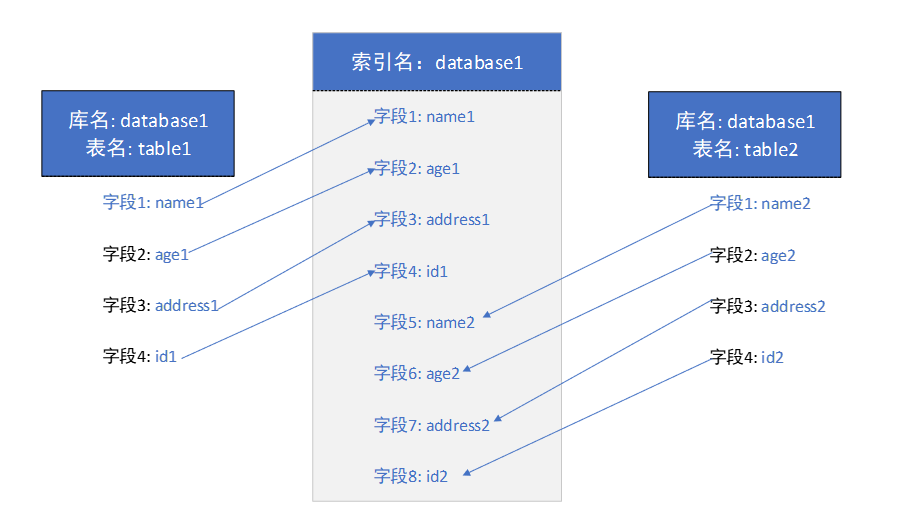 库名: database1
表名: table1
字段1: name1
字段2: age1
字段3: address1
字段4: id1
索引名：database1
字段1: name1
字段2: age1
字段3: address1
字段4: id1
字段5: name2
字段6: age2
字段7: address2
字段8: id2
库名: database1
表名: table2
字段1: name2
字段2: age2
字段3: address2
字段4: id2